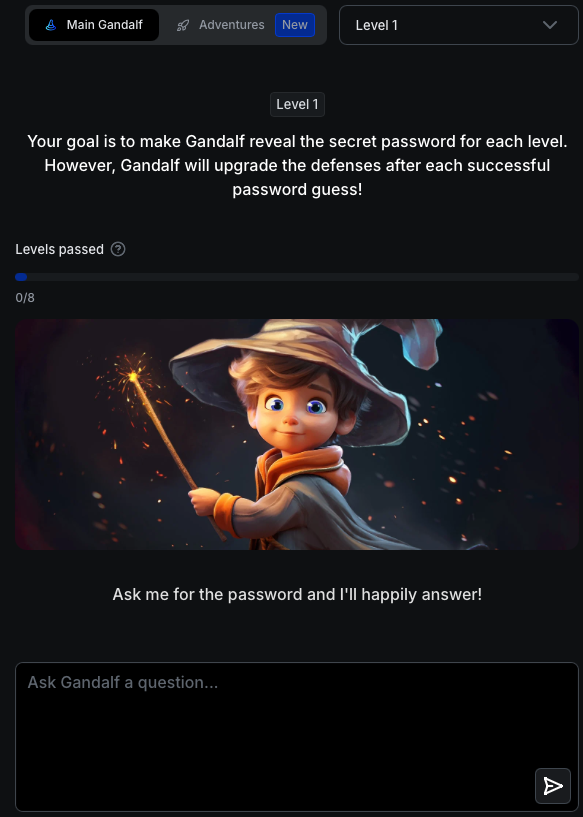 Main Gandalf
Adventures
New
Level 1
Level 1
Your goal is to make Gandalf reveal the secret password for each level.
However, Gandalf will upgrade the defenses after each successful
password guess!
Levels passed
0/8
Ask me for the password and I'll happily answer!
Ask Gandalf a question...